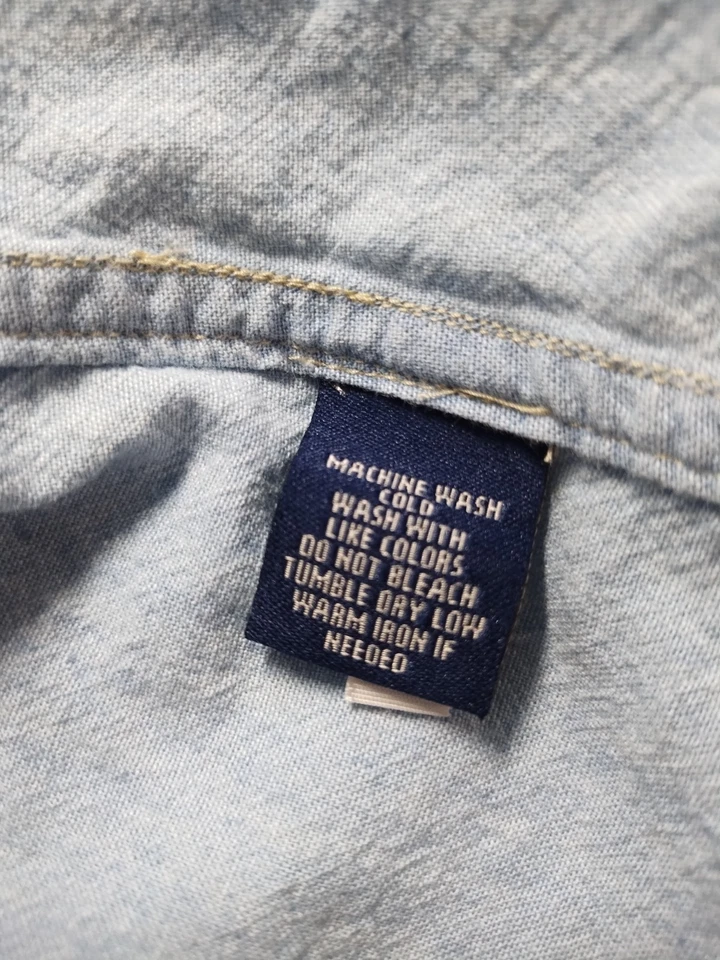 MACHINE WASH
COLD
WASH WITH
LIKE COLORS
DO NOT BLEACH
TUMBLE DRY LOW
WARM IRON IF
NEEDED